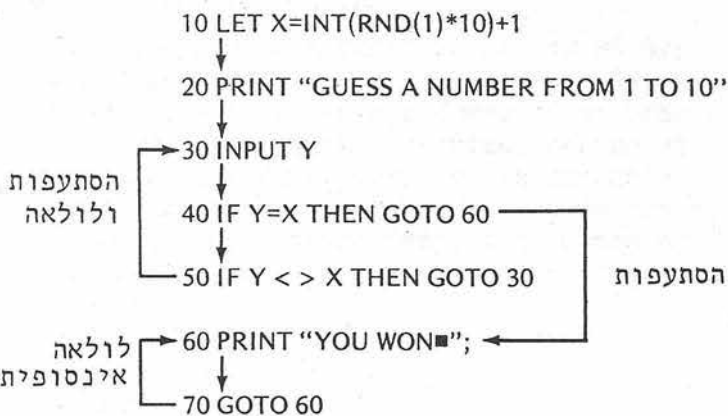 10 LET X=INT(RND(1)*10)+1
20 PRINT “GUESS A NUMBER FROM 1 TO 10”
30 INPUT Y
הסתעפות
ולולאה
40 IF Y=X THEN GOTO 60
50 IF Y < > X THEN GOTO 30
הסתעפות
60 PRINT “YOU WON■”;
לולאה
אינסופית
70 GOTO 60